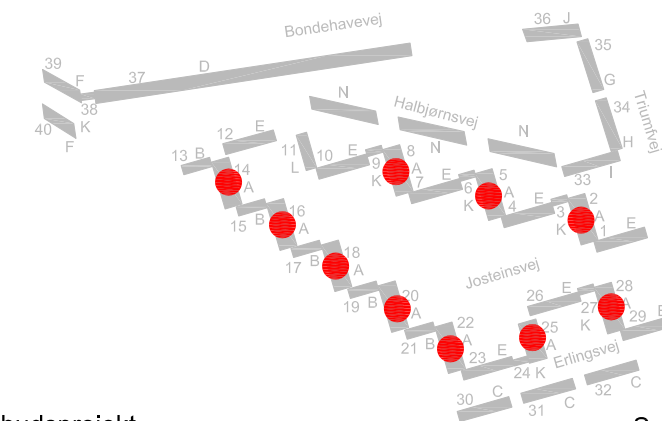 36 J
Bondehavevej
35
39
D
F
37
G
N
38
34
Halbjørnsvej
Triumfvej
40
K
12
E
N
N
F
H
11
8
13
B
E
9
A
I
L
10
5
33
14
K
7
E
6
A
2
A
K
4
E
3
A
16
K
1
E
15
B
A
18
17
B
A
Josteinsvej
28
E
19
B
20
26
27
A
A
K
29
22
25
21
B
A
E
A
Erlingsvej
23
24 K
32
C
C
30
31
C